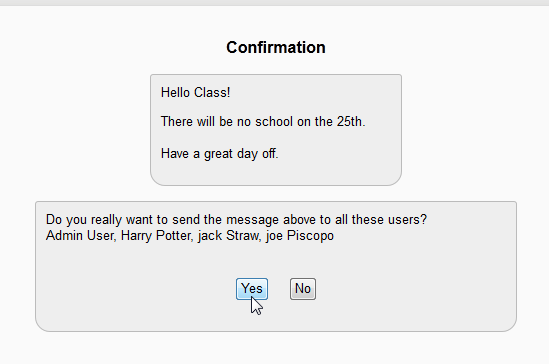 Confirmation
Hello Class!
There will be no school on the 25th.
Have a great day off.
Do you really want to send the message above to all these users?
Admin User, Harry Potter, jack Straw, joe Piscopo
Yes No